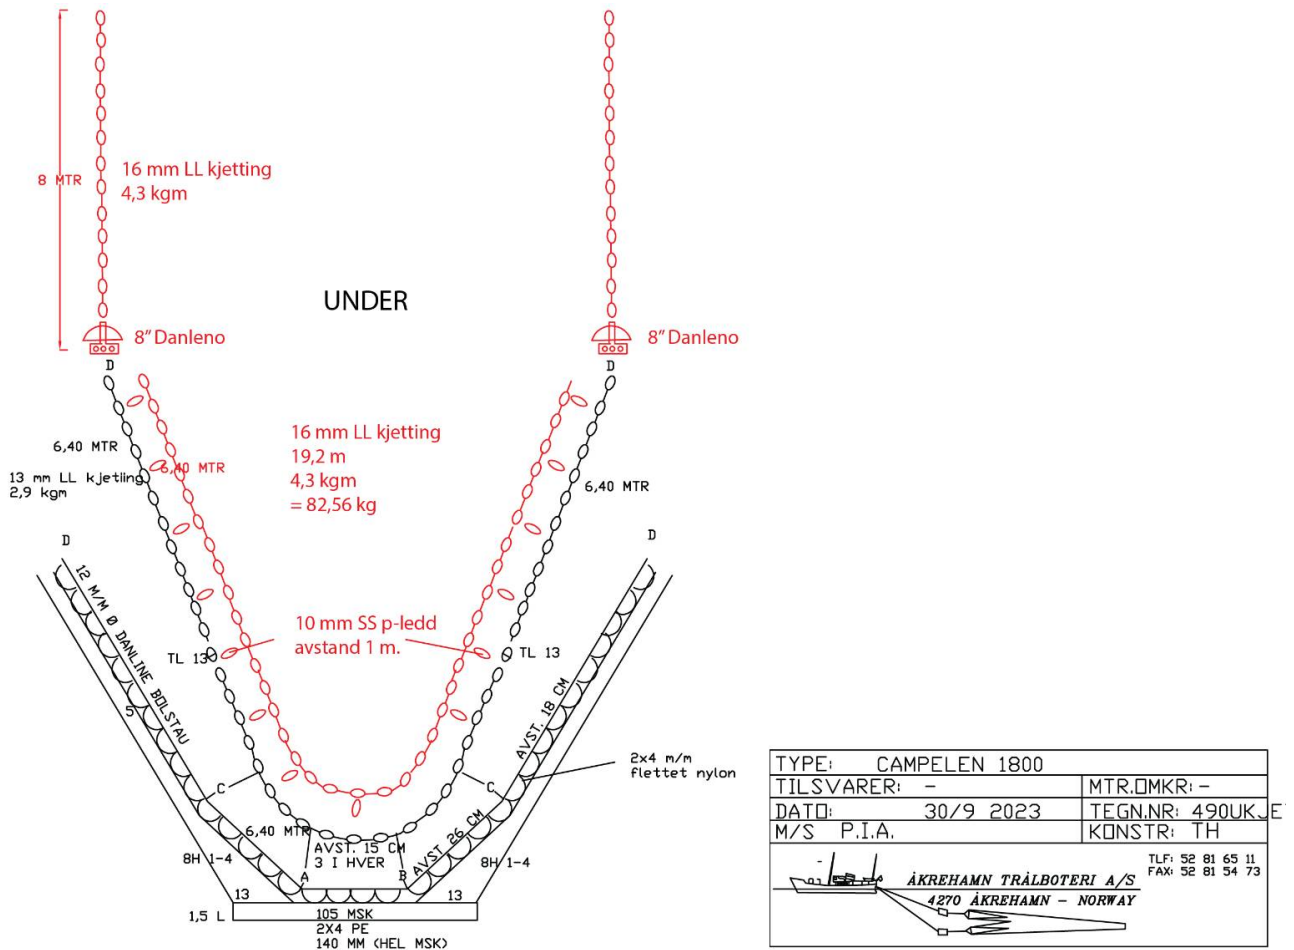 8 MTR
16 mm LL kjetting
4,3 kgm
UNDER
8" Danleno
8" Danleno
D
D
6,40 MTR
13 mm LL kjetiing
2,9 kgm
6,40 MTR
16 mm LL kjetting
19,2 m
4,3 kgm
= 82,56 kg
6,40 MTR
D
D
12 M/M Ø DANLINE BOLSTAU
5
TL 13
10 mm SS p-ledd
avstand 1 m.
TL 13
AVST. 18 CM
2x4 m/m
flettet nylon
C
C
6,40 MTR
AVST. 15 CM
3 I HVER
AVST 26 CM
8H 1-4
8H 1-4
A
B
13
13
1,5 L
105 MSK
2X4 PE
140 MM (HEL MSK)
TYPE: CAMPELEN 1800
TILSVARER: -
MTR.OMKR: -
DATO: 30/9 2023
TEGN.NR: 490UKJE
M/S P.I.A.
KONSTR: TH
TLF: 52 81 65 11
FAX: 52 81 54 73
ÅKREHAMN TRÅLBOTERI A/S
4270 ÅKREHAMN - NORWAY